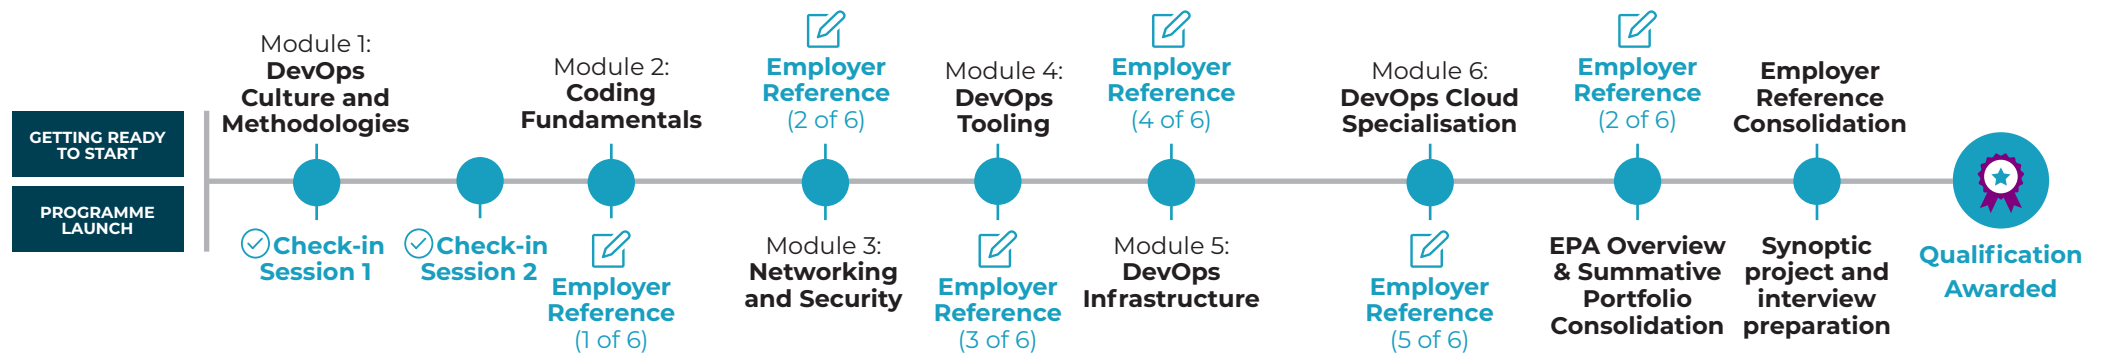 GETTING READY
TO START
PROGRAMME
LAUNCH
Module 1:
DevOps
Culture and
Methodologies
Check-in
Session 1
Check-in
Session 2
Module 2:
Coding
Fundamentals
Employer
Reference
(1 of 6)
Employer
Reference
(2 of 6)
Module 3:
Networking
and Security
Module 4:
DevOps
Tooling
Employer
Reference
(3 of 6)
Employer
Reference
(4 of 6)
Module 5:
DevOps
Infrastructure
Module 6:
DevOps Cloud
Specialisation
Employer
Reference
(5 of 6)
Employer
Reference
(2 of 6)
EPA Overview
& Summative
Portfolio
Consolidation
Employer
Reference
Consolidation
Synoptic
project and
interview
preparation
Qualification
Awarded